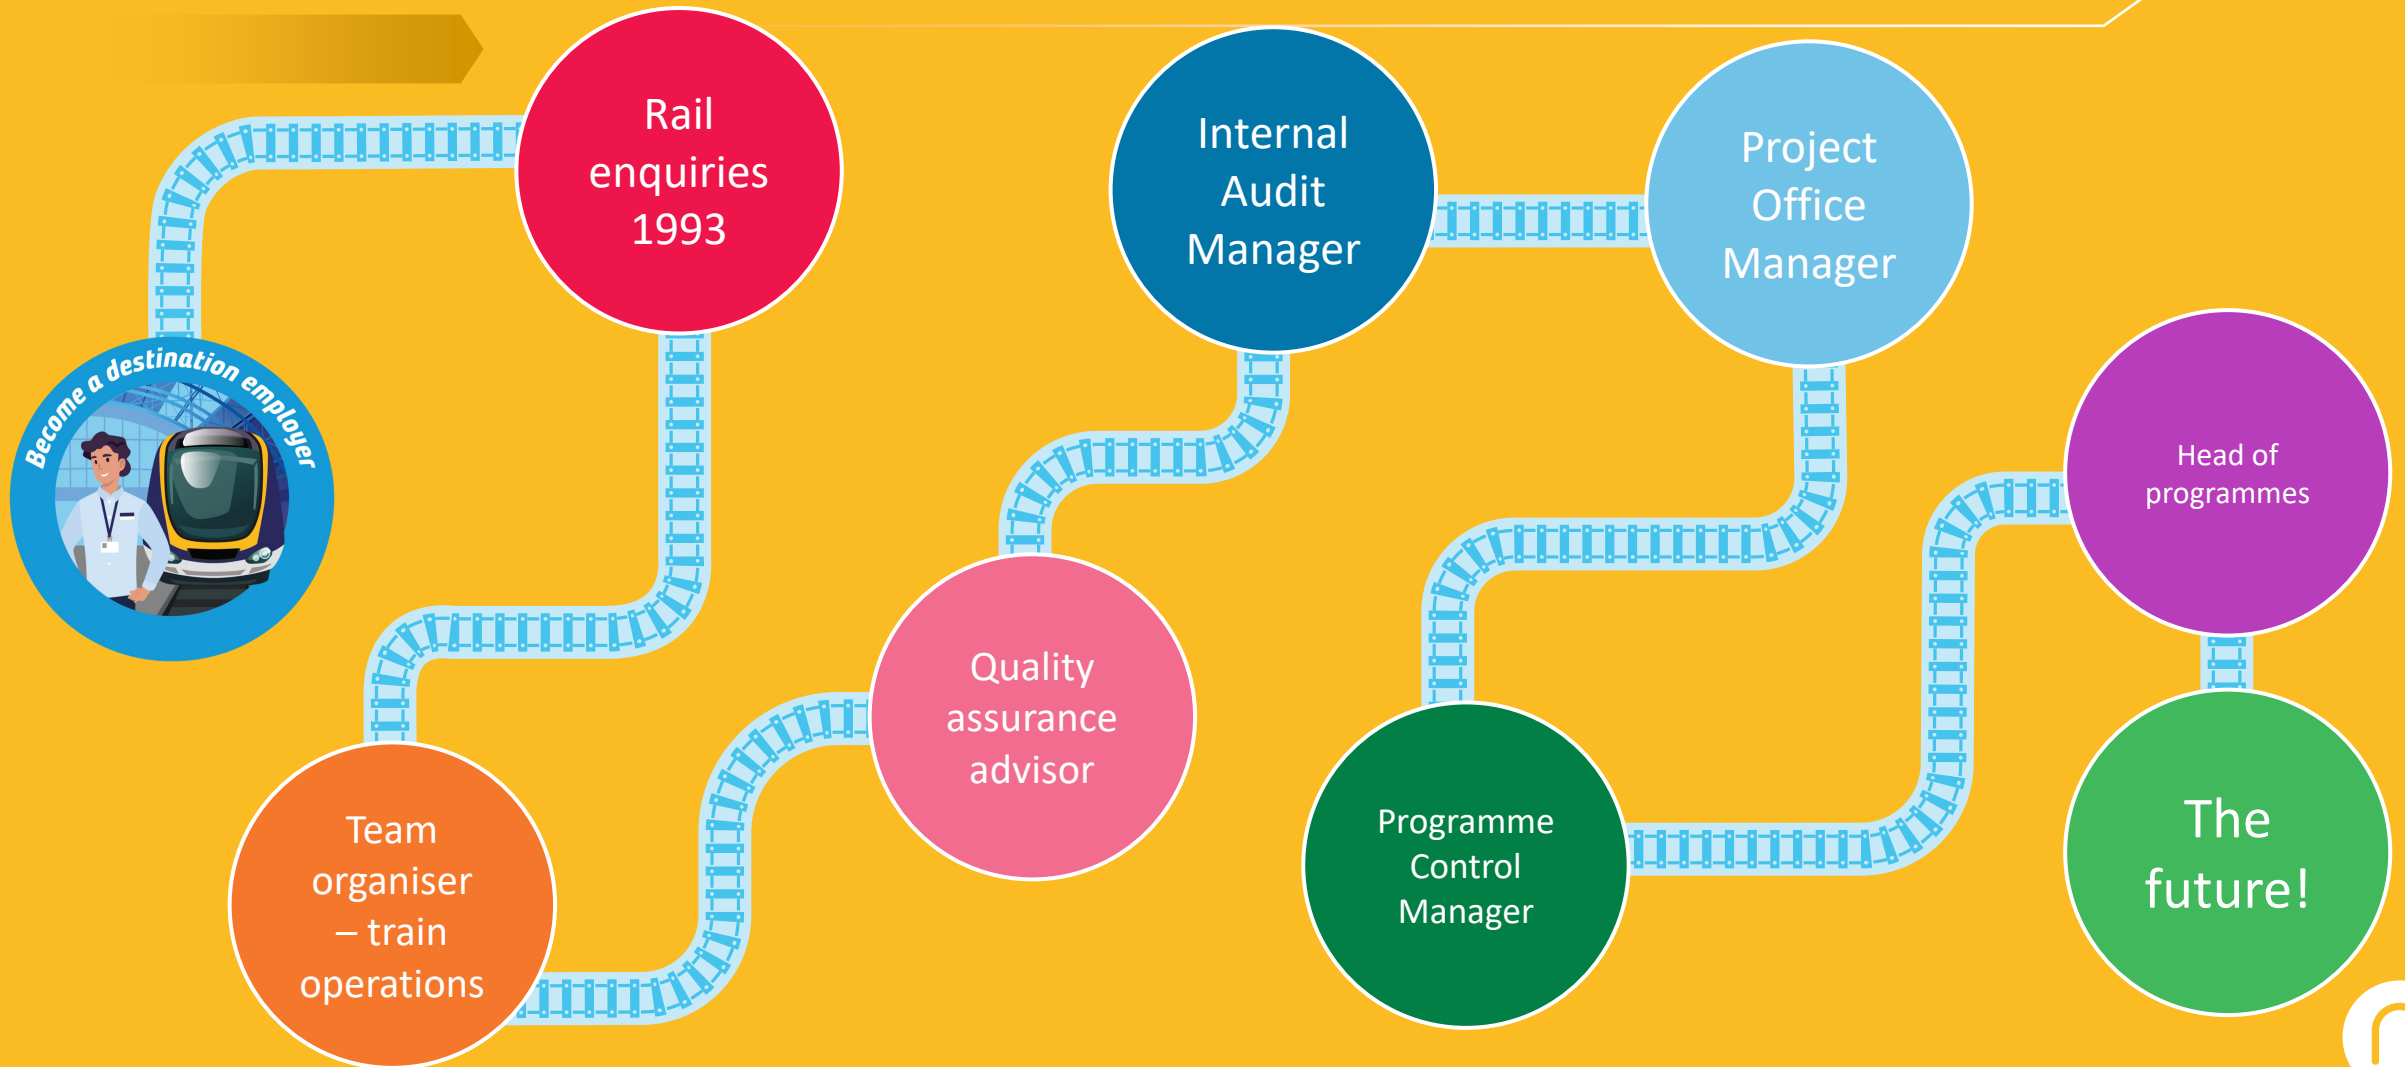 Become a destination employer
Rail
enquiries
1993
Team
organiser
– train
operations
Quality
assurance
advisor
Internal
Audit
Manager
Project
Office
Manager
Programme
Control
Manager
Head of
programmes
The
future!